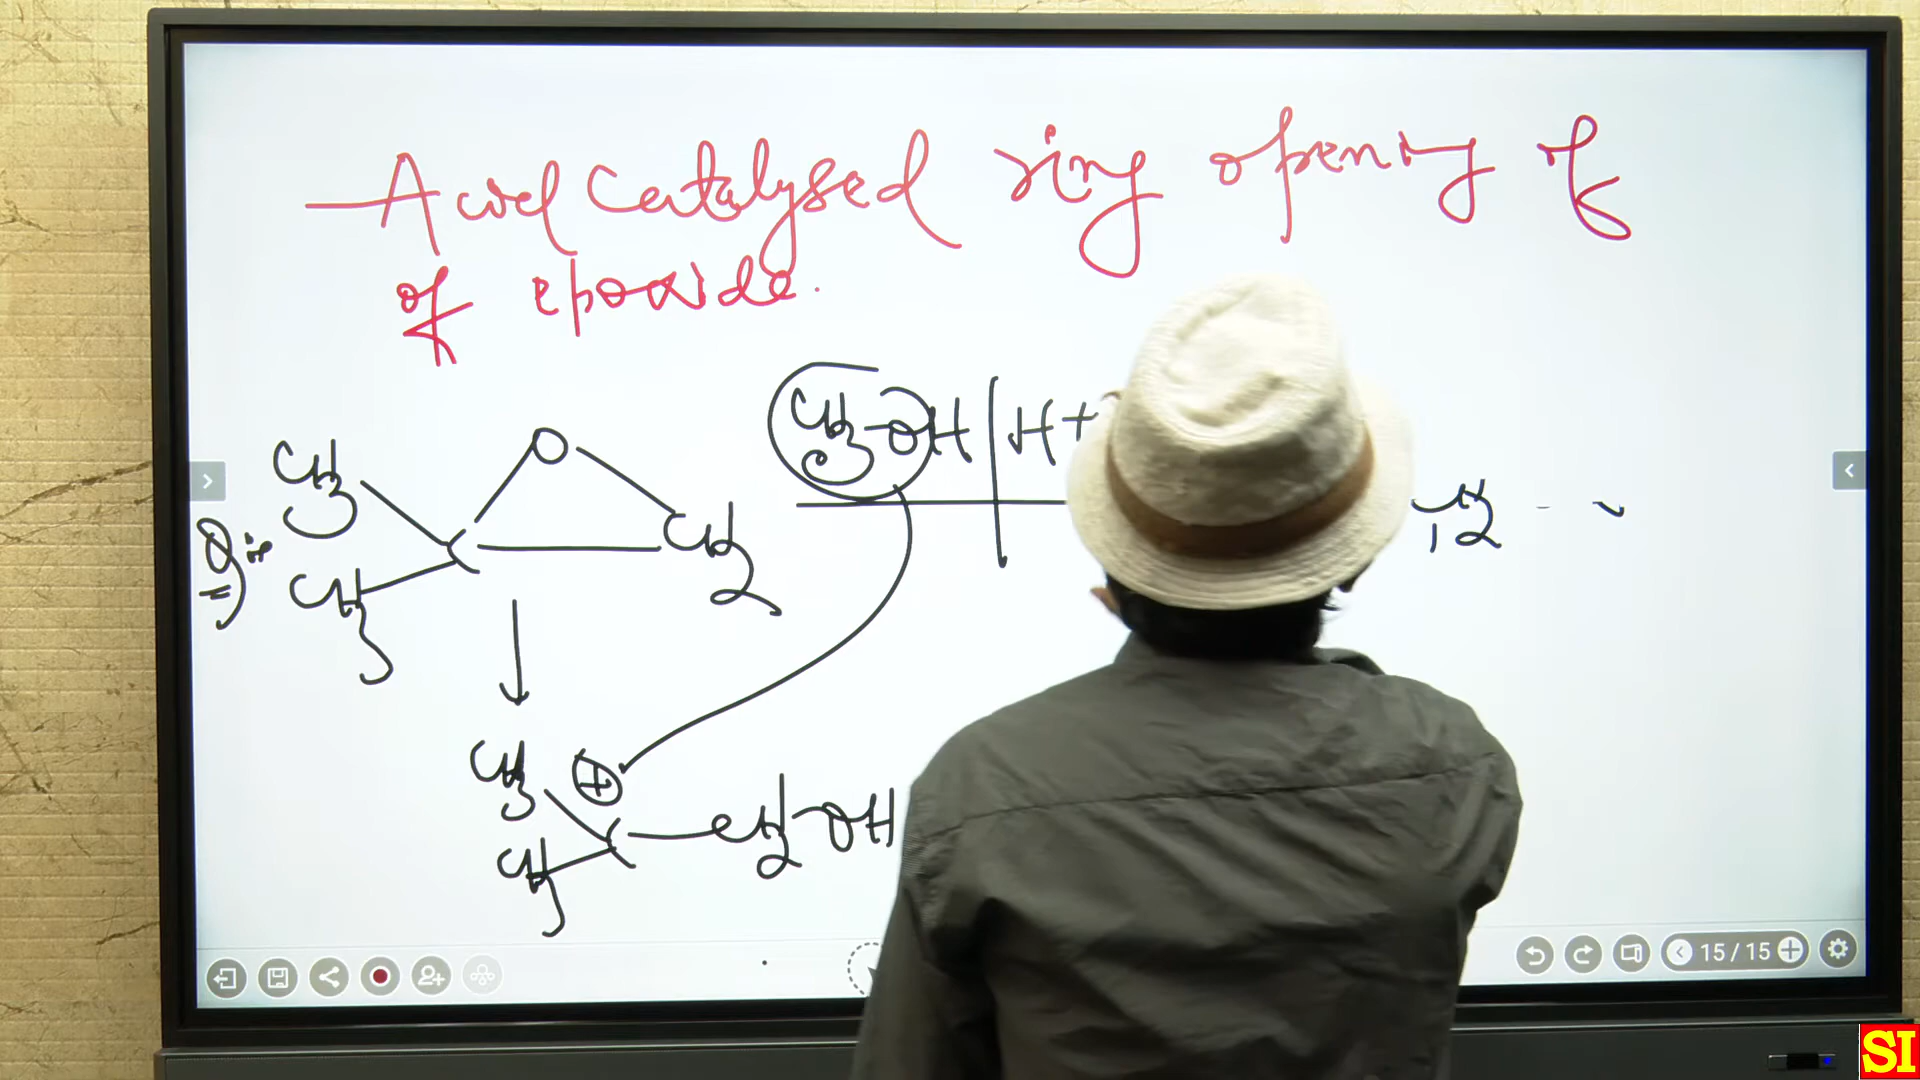 Acid Catalysed ring opening of
of epoxide.
CH3-OH | H+
O
CH3
C
CH2
CH2
CH3
CH3
+
C
CH2-OH
CH3
15/15
SI